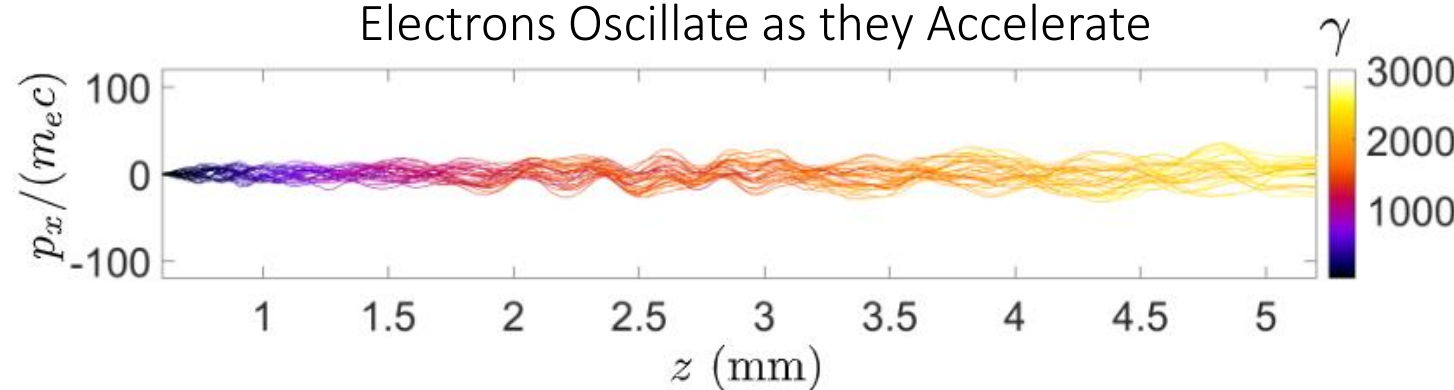 Electrons Oscillate as they Accelerate
γ
p_x/(m_e c)
100
0
-100
3000
2000
1000
1 1.5 2 2.5 3 3.5 4 4.5 5
z (mm)